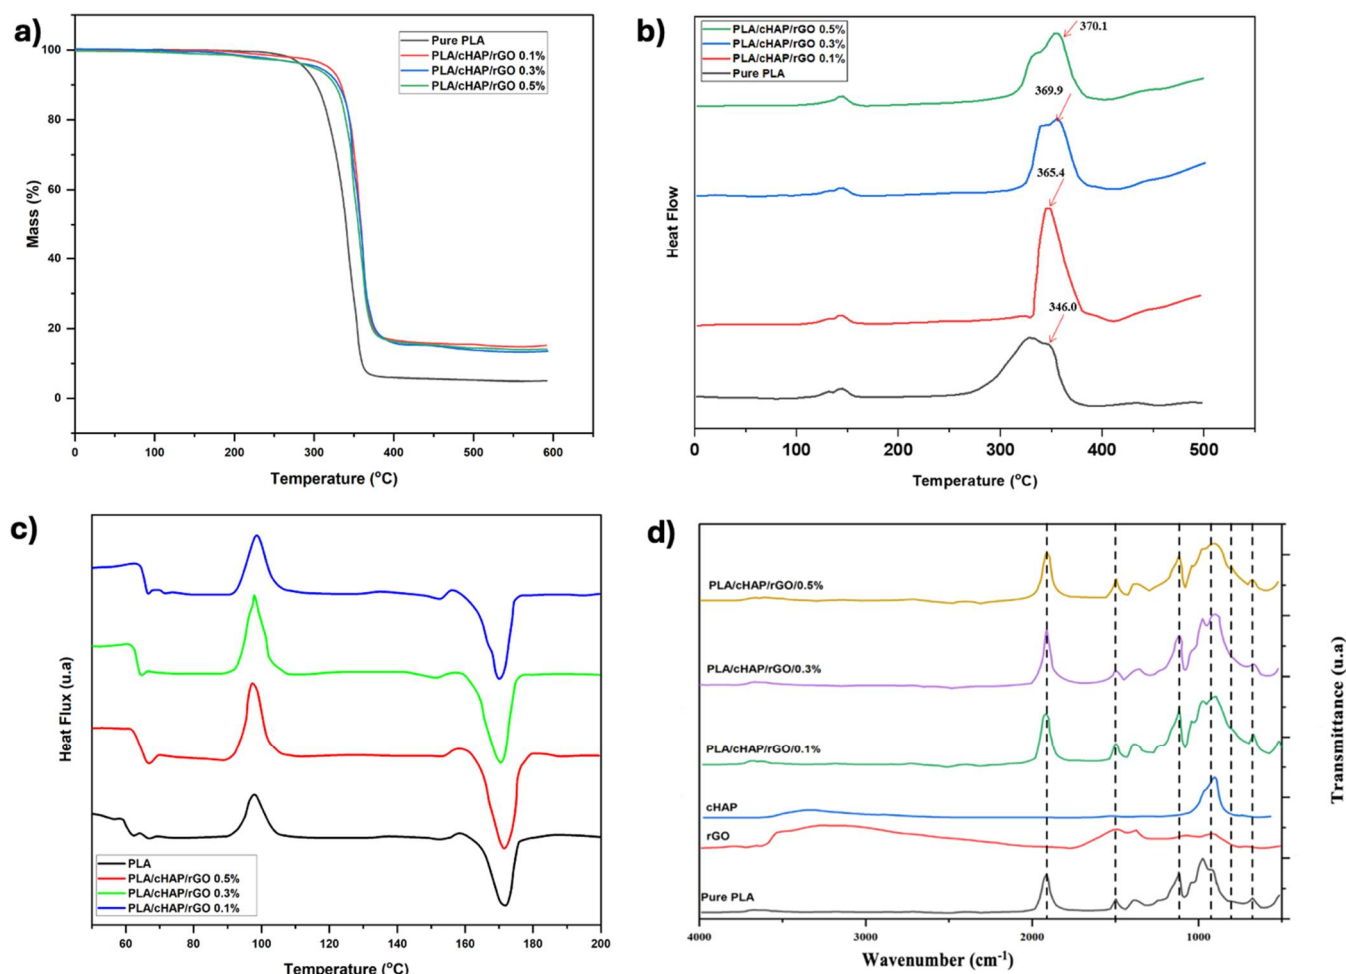 a)
Pure PLA
PLA/cHAP/rGO 0.1%
PLA/cHAP/rGO 0.3%
PLA/cHAP/rGO 0.5%
Mass (%)
100
80
60
40
20
0
0 100 200 300 400 500 600
Temperature (°C)
b)
PLA/cHAP/rGO 0.5%
PLA/cHAP/rGO 0.3%
PLA/cHAP/rGO 0.1%
Pure PLA
370.1
369.9
365.4
346.0
Heat Flow
0 100 200 300 400 500
Temperature (°C)
c)
Heat Flux (u.a)
PLA
PLA/cHAP/rGO 0.5%
PLA/cHAP/rGO 0.3%
PLA/cHAP/rGO 0.1%
60 80 100 120 140 160 180 200
Temperature (°C)
d)
PLA/cHAP/rGO/0.5%
PLA/cHAP/rGO/0.3%
PLA/cHAP/rGO/0.1%
cHAP
rGO
Pure PLA
Transmittance (u.a)
4000 3000 2000 1000
Wavenumber (cm⁻¹)